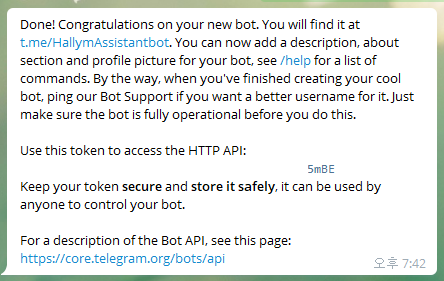 Done! Congratulations on your new bot. You will find it at
t.me/HallymAssistantbot. You can now add a description, about
section and profile picture for your bot, see /help for a list of
commands. By the way, when you've finished creating your cool
bot, ping our Bot Support if you want a better username for it. Just
make sure the bot is fully operational before you do this.
Use this token to access the HTTP API:
5mBE
Keep your token secure and store it safely, it can be used by
anyone to control your bot.
For a description of the Bot API, see this page:
https://core.telegram.org/bots/api
오후 7:42